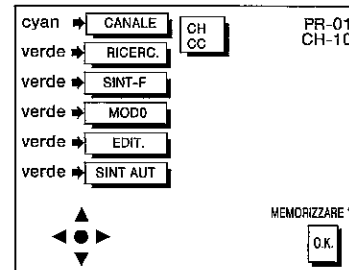 cyan CANALE CH PR-01
CC CH-10
verde RICERC.
verde SINT-F
verde MODO
verde EDIT.
verde SINT AUT
MEMORIZZARE
O.K.